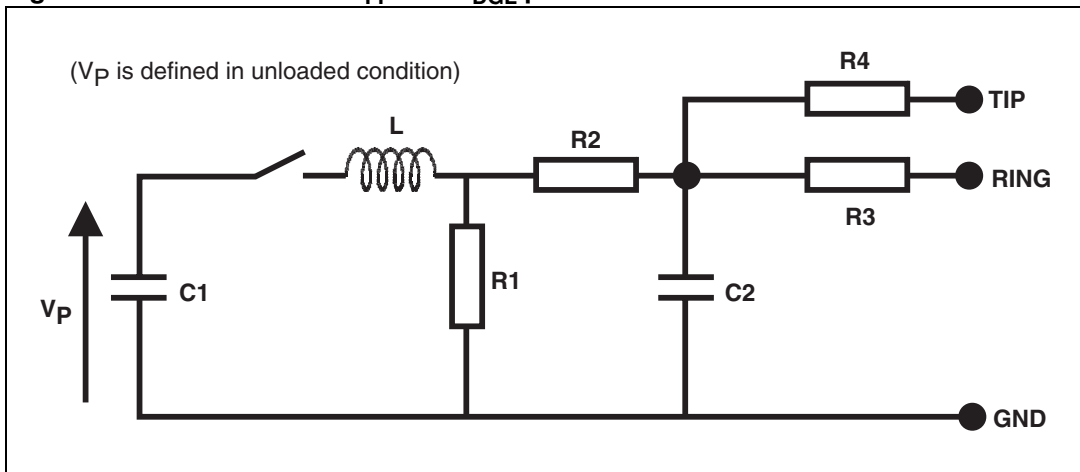 (VP is defined in unloaded condition)
R4
TIP
L
R2
RING
R3
R1
C1
C2
VP
GND